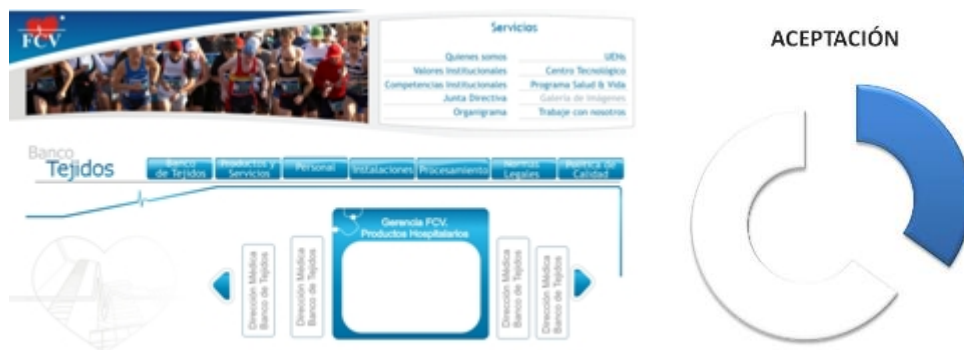 FCV
Servicios
Quienes somos
Valores Institucionales
Competencias Institucionales
Junta Directiva
Organigrama
UENs
Centro Tecnológico
Programa Salud & Vida
Galería de Imágenes
Trabaje con nosotros
ACEPTACIÓN
Banco
Tejidos
Banco
de Tejidos
Productos y
Servicios
Personal
Instalaciones
Procesamiento
Normas
Legales
Política de
Calidad
Dirección Médica
Banco de Tejidos
Dirección Médica
Banco de Tejidos
Gerencia FCV.
Productos Hospitalarios
Dirección Médica
Banco de Tejidos
Dirección Médica
Banco de Tejidos